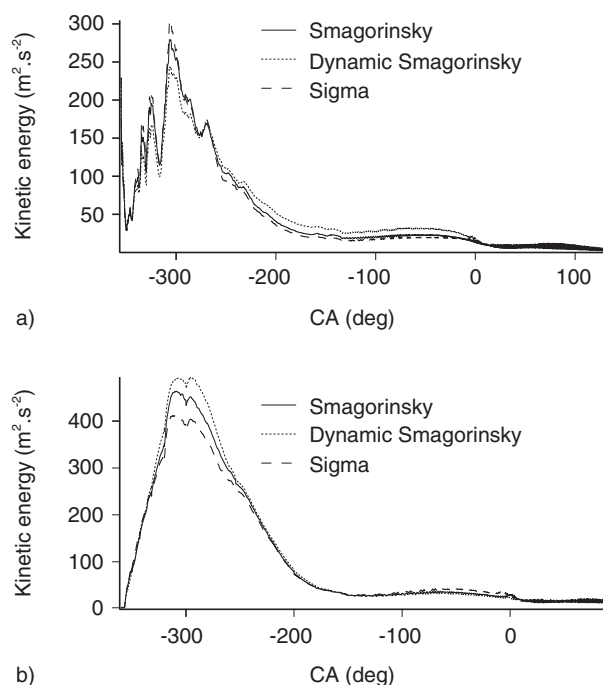 300
250
200
150
100
50
Kinetic energy (m².s⁻²)
Smagorinsky
Dynamic Smagorinsky
Sigma
-300
-200
-100
0
100
a)
CA (deg)
400
300
200
100
0
Kinetic energy (m².s⁻²)
Smagorinsky
Dynamic Smagorinsky
Sigma
-300
-200
-100
0
b)
CA (deg)